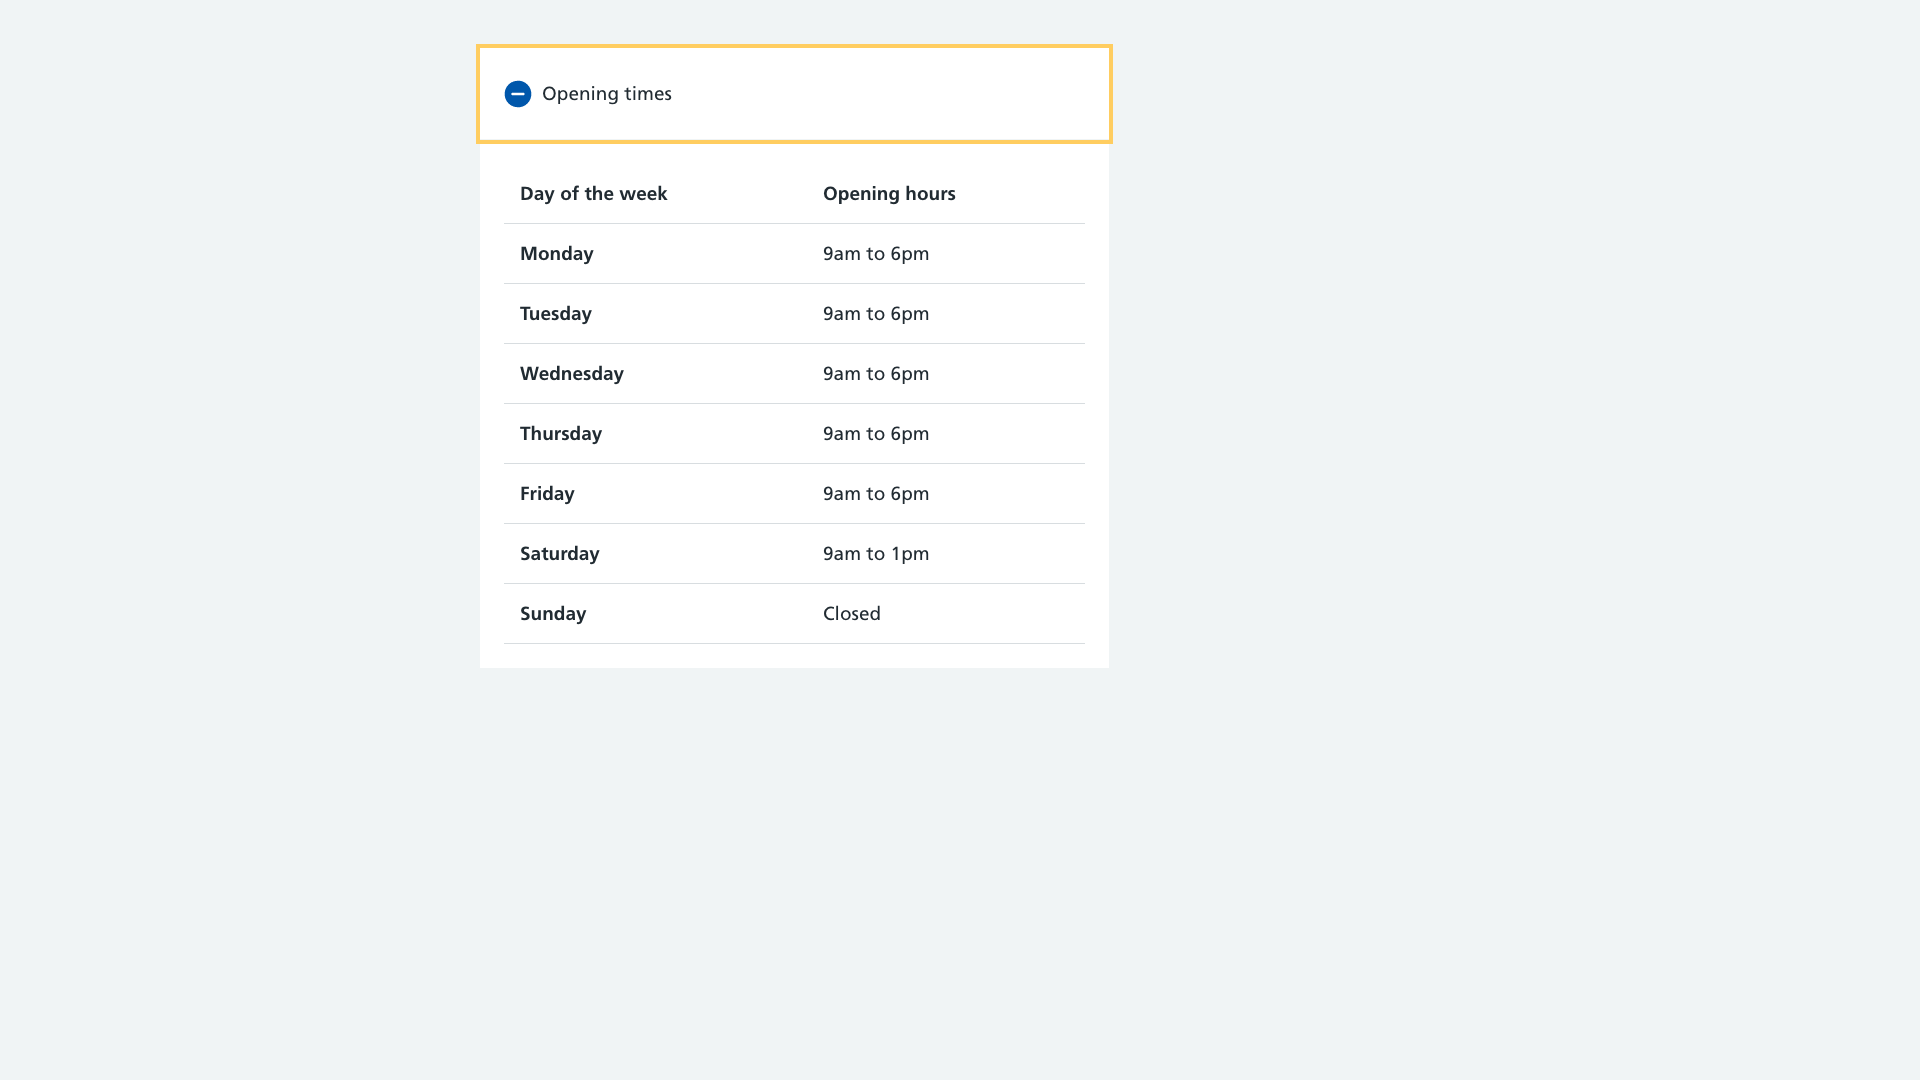 Opening times
Day of the week Opening hours
Monday 9am to 6pm
Tuesday 9am to 6pm
Wednesday 9am to 6pm
Thursday 9am to 6pm
Friday 9am to 6pm
Saturday 9am to 1pm
Sunday Closed